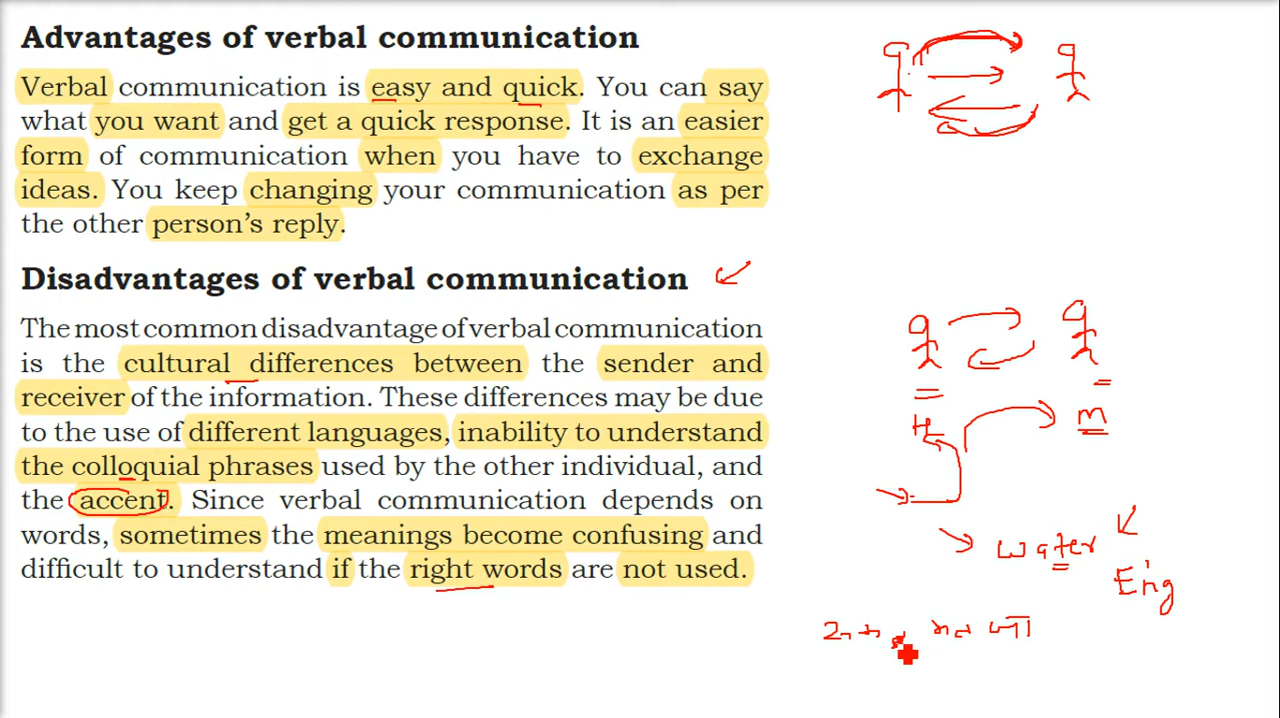 Advantages of verbal communication
Verbal communication is easy and quick. You can say
what you want and get a quick response. It is an easier
form of communication when you have to exchange
ideas. You keep changing your communication as per
the other person's reply.
Disadvantages of verbal communication
The most common disadvantage of verbal communication
is the cultural differences between the sender and
receiver of the information. These differences may be due
to the use of different languages, inability to understand
the colloquial phrases used by the other individual, and
the accent. Since verbal communication depends on
words, sometimes the meanings become confusing and
difficult to understand if the right words are not used.
H
m
water
Eng